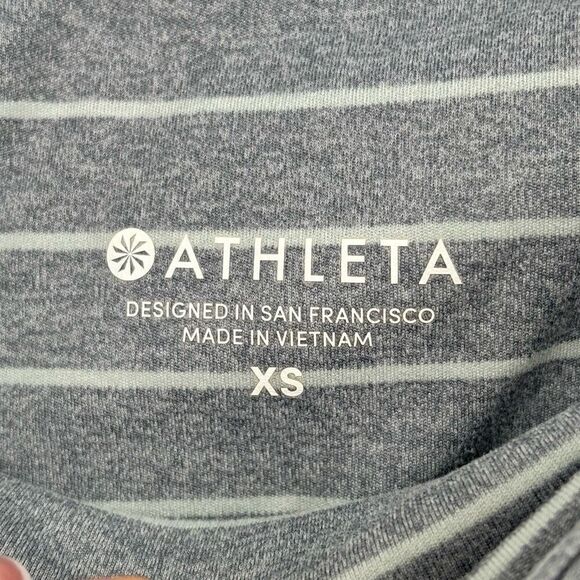 ATHLETA
DESIGNED IN SAN FRANCISCO
MADE IN VIETNAM
XS